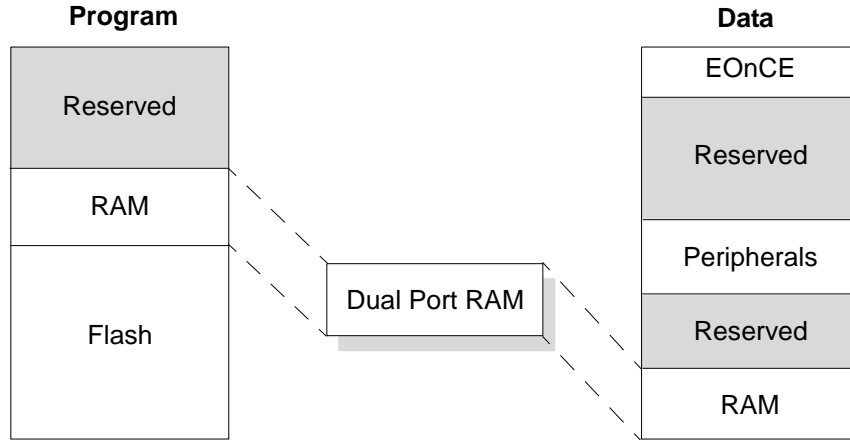 Program
Reserved
RAM
Flash
Dual Port RAM
Data
EOnCE
Reserved
Peripherals
Reserved
RAM